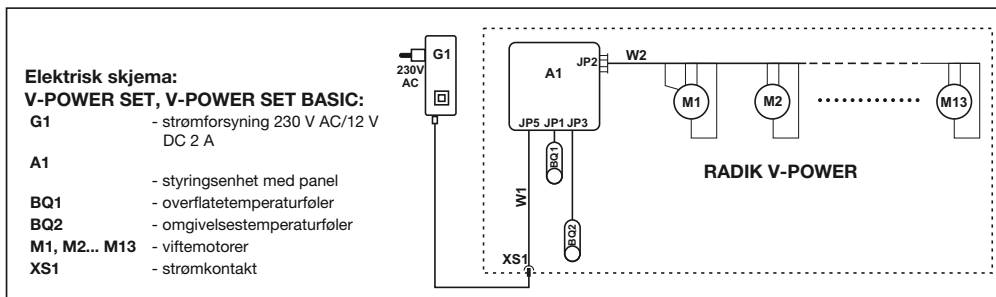 Elektrisk skjema:
V-POWER SET, V-POWER SET BASIC:
G1 - strømforsyning 230 V AC/12 V
DC 2 A
A1
- styringsenhet med panel
BQ1 - overflatetemperaturføler
BQ2 - omgivelsestemperaturføler
M1, M2... M13 - viftemotorer
XS1 - strømkontakt
G1
230V
AC
A1
JP2
W2
JP5 JP1 JP3
M1
M2
M13
BQ1
W1
BQ2
XS1
RADIK V-POWER